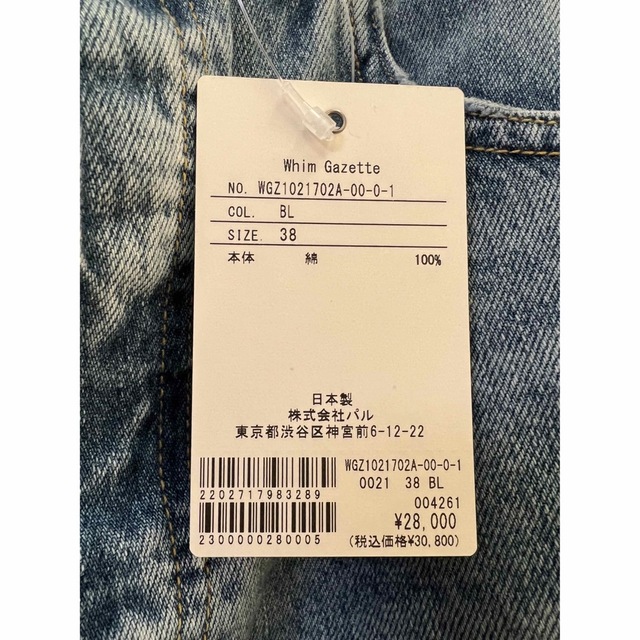 Whim Gazette
NO. WGZ1021702A-00-0-1
COL. BL
SIZE. 38
本体 綿 100%
日本製
株式会社パル
東京都渋谷区神宮前6-12-22
WGZ1021702A-00-0-1
0021 38 BL
2202717983289
004261
¥28,000
2300000280005
(税込価格¥30,800)